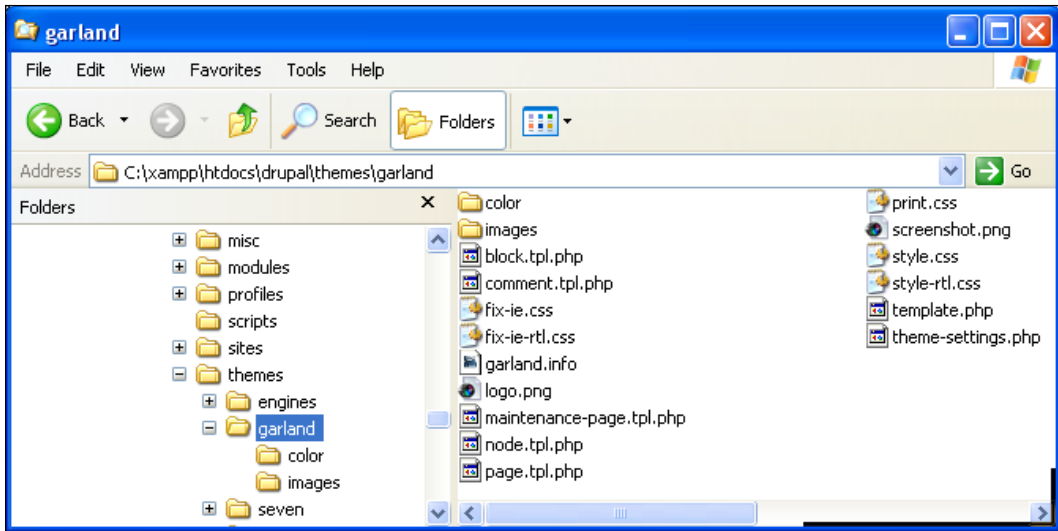 garland
File Edit View Favorites Tools Help
Back Search Folders
Address C:\xampp\htdocs\drupal\themes\garland Go
Folders
misc
modules
profiles
scripts
sites
themes
engines
garland
color
images
seven
color
images
block.tpl.php
comment.tpl.php
fix-ie.css
fix-ie-rtl.css
garland.info
logo.png
maintenance-page.tpl.php
node.tpl.php
page.tpl.php
print.css
screenshot.png
style.css
style-rtl.css
template.php
theme-settings.php